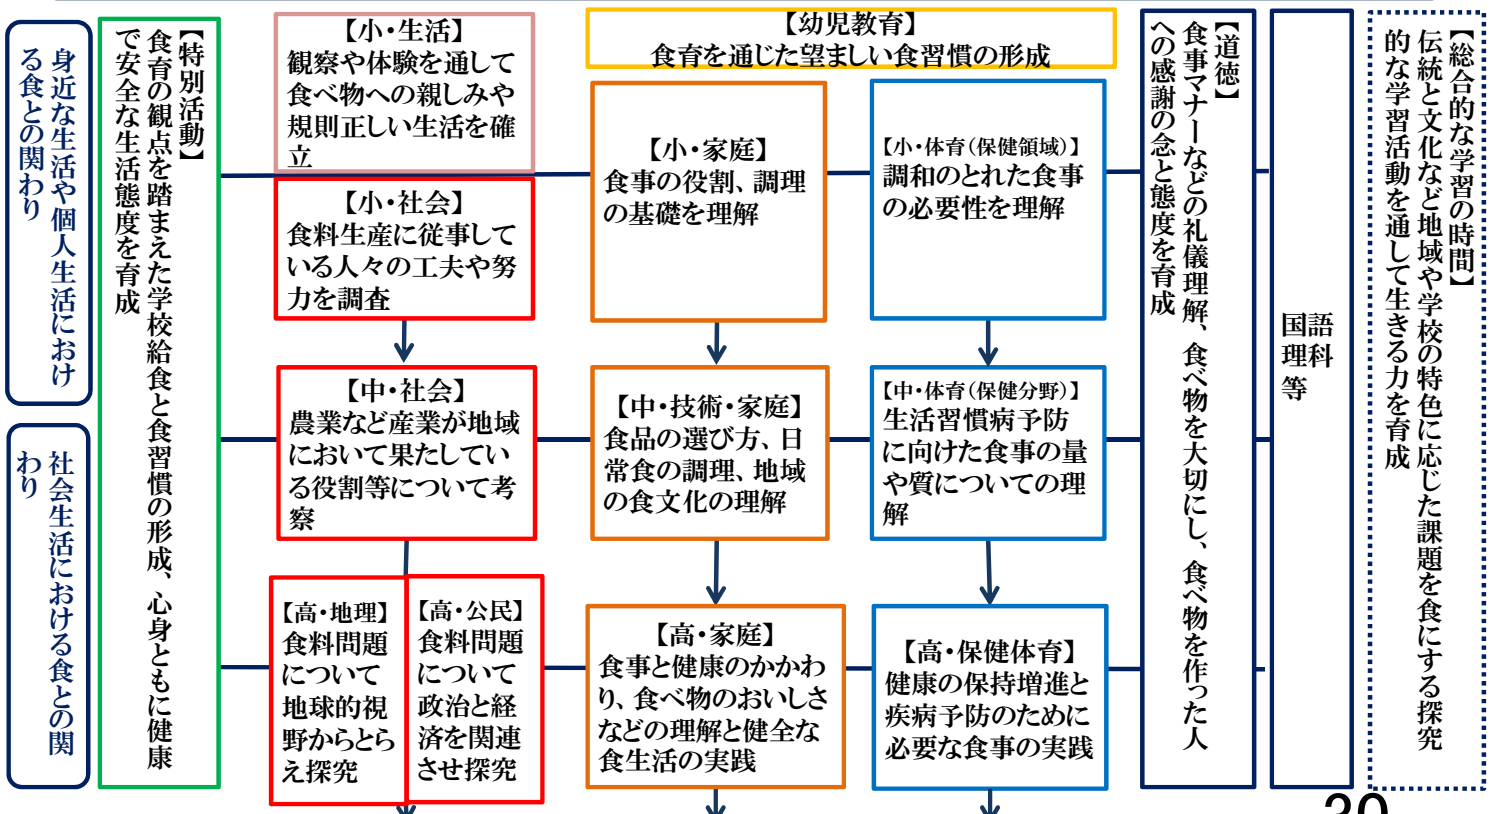 身近な生活や個人生活におけ
る食との関わり
社会生活における食との関
わり
【特別活動】
食育の観点を踏まえた学校給食と食習慣の形成、心身ともに健康
で安全な生活態度を育成
【小・生活】
観察や体験を通して
食べ物への親しみや
規則正しい生活を確
立
【小・社会】
食料生産に従事して
いる人々の工夫や努
力を調査
【中・社会】
農業など産業が地域
において果たしてい
る役割等について考
察
【高・地理】
食料問題
について
地球的視
野からとら
え探究
【高・公民】
食料問題
について
政治と経
済を関連
させ探究
【幼児教育】
食育を通じた望ましい食習慣の形成
【小・家庭】
食事の役割、調理
の基礎を理解
【中・技術・家庭】
食品の選び方、日
常食の調理、地域
の食文化の理解
【高・家庭】
食事と健康のかかわ
り、食べ物のおいしさ
などの理解と健全な
食生活の実践
【小・体育(保健領域)】
調和のとれた食事
の必要性を理解
【中・体育(保健分野)】
生活習慣病予防
に向けた食事の量
や質についての理
解
【高・保健体育】
健康の保持増進と
疾病予防のために
必要な食事の実践
【道徳】
食事マナーなどの礼儀理解、食べ物を大切にし、食べ物を作った人
への感謝の念と態度を育成
国語
理科
等
【総合的な学習の時間】
伝統と文化など地域や学校の特色に応じた課題を食にする探究
的な学習活動を通して生きる力を育成